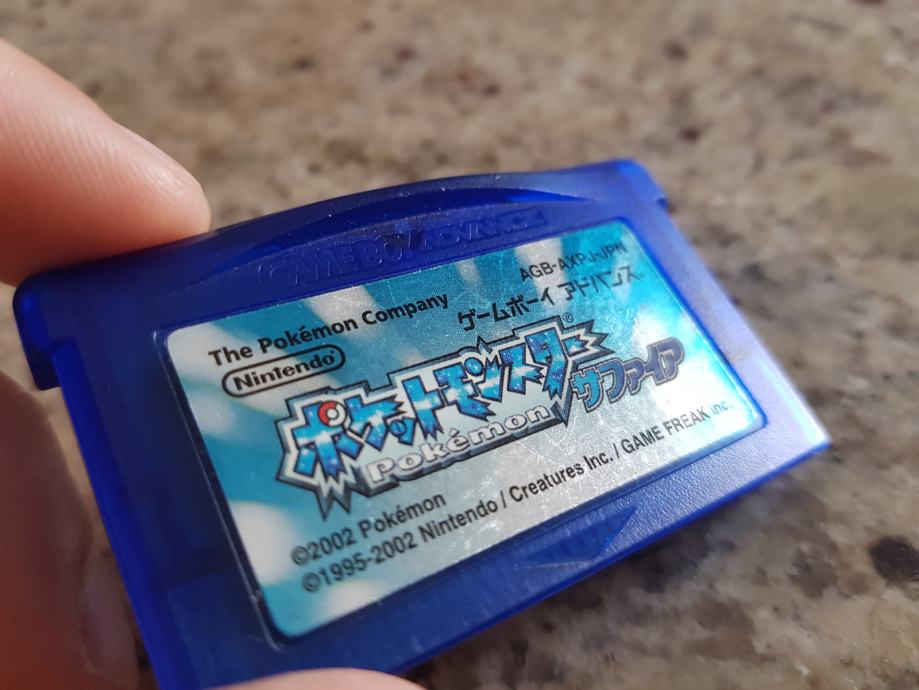 GAME BOY ADVANCE
AGB-AXPJ-JPN
The Pokémon Company
ゲームボーイ アドバンス
Nintendo®
ポケットモンスター®
サファイア
Pokémon
©2002 Pokémon
©1995-2002 Nintendo / Creatures Inc. / GAME FREAK inc.